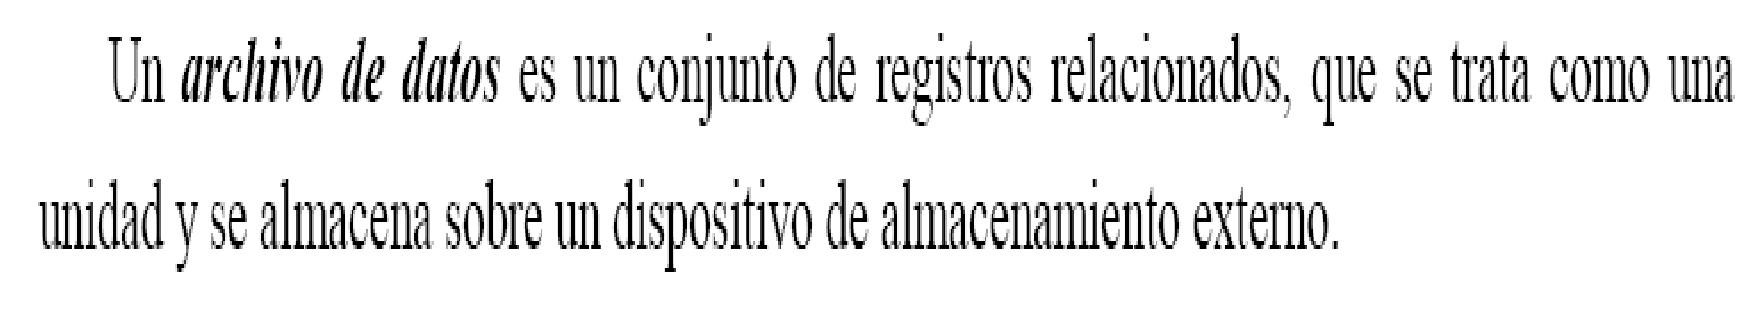 Un archivo de datos es un conjunto de registros relacionados, que se trata como una
unidad y se almacena sobre un dispositivo de almacenamiento externo.